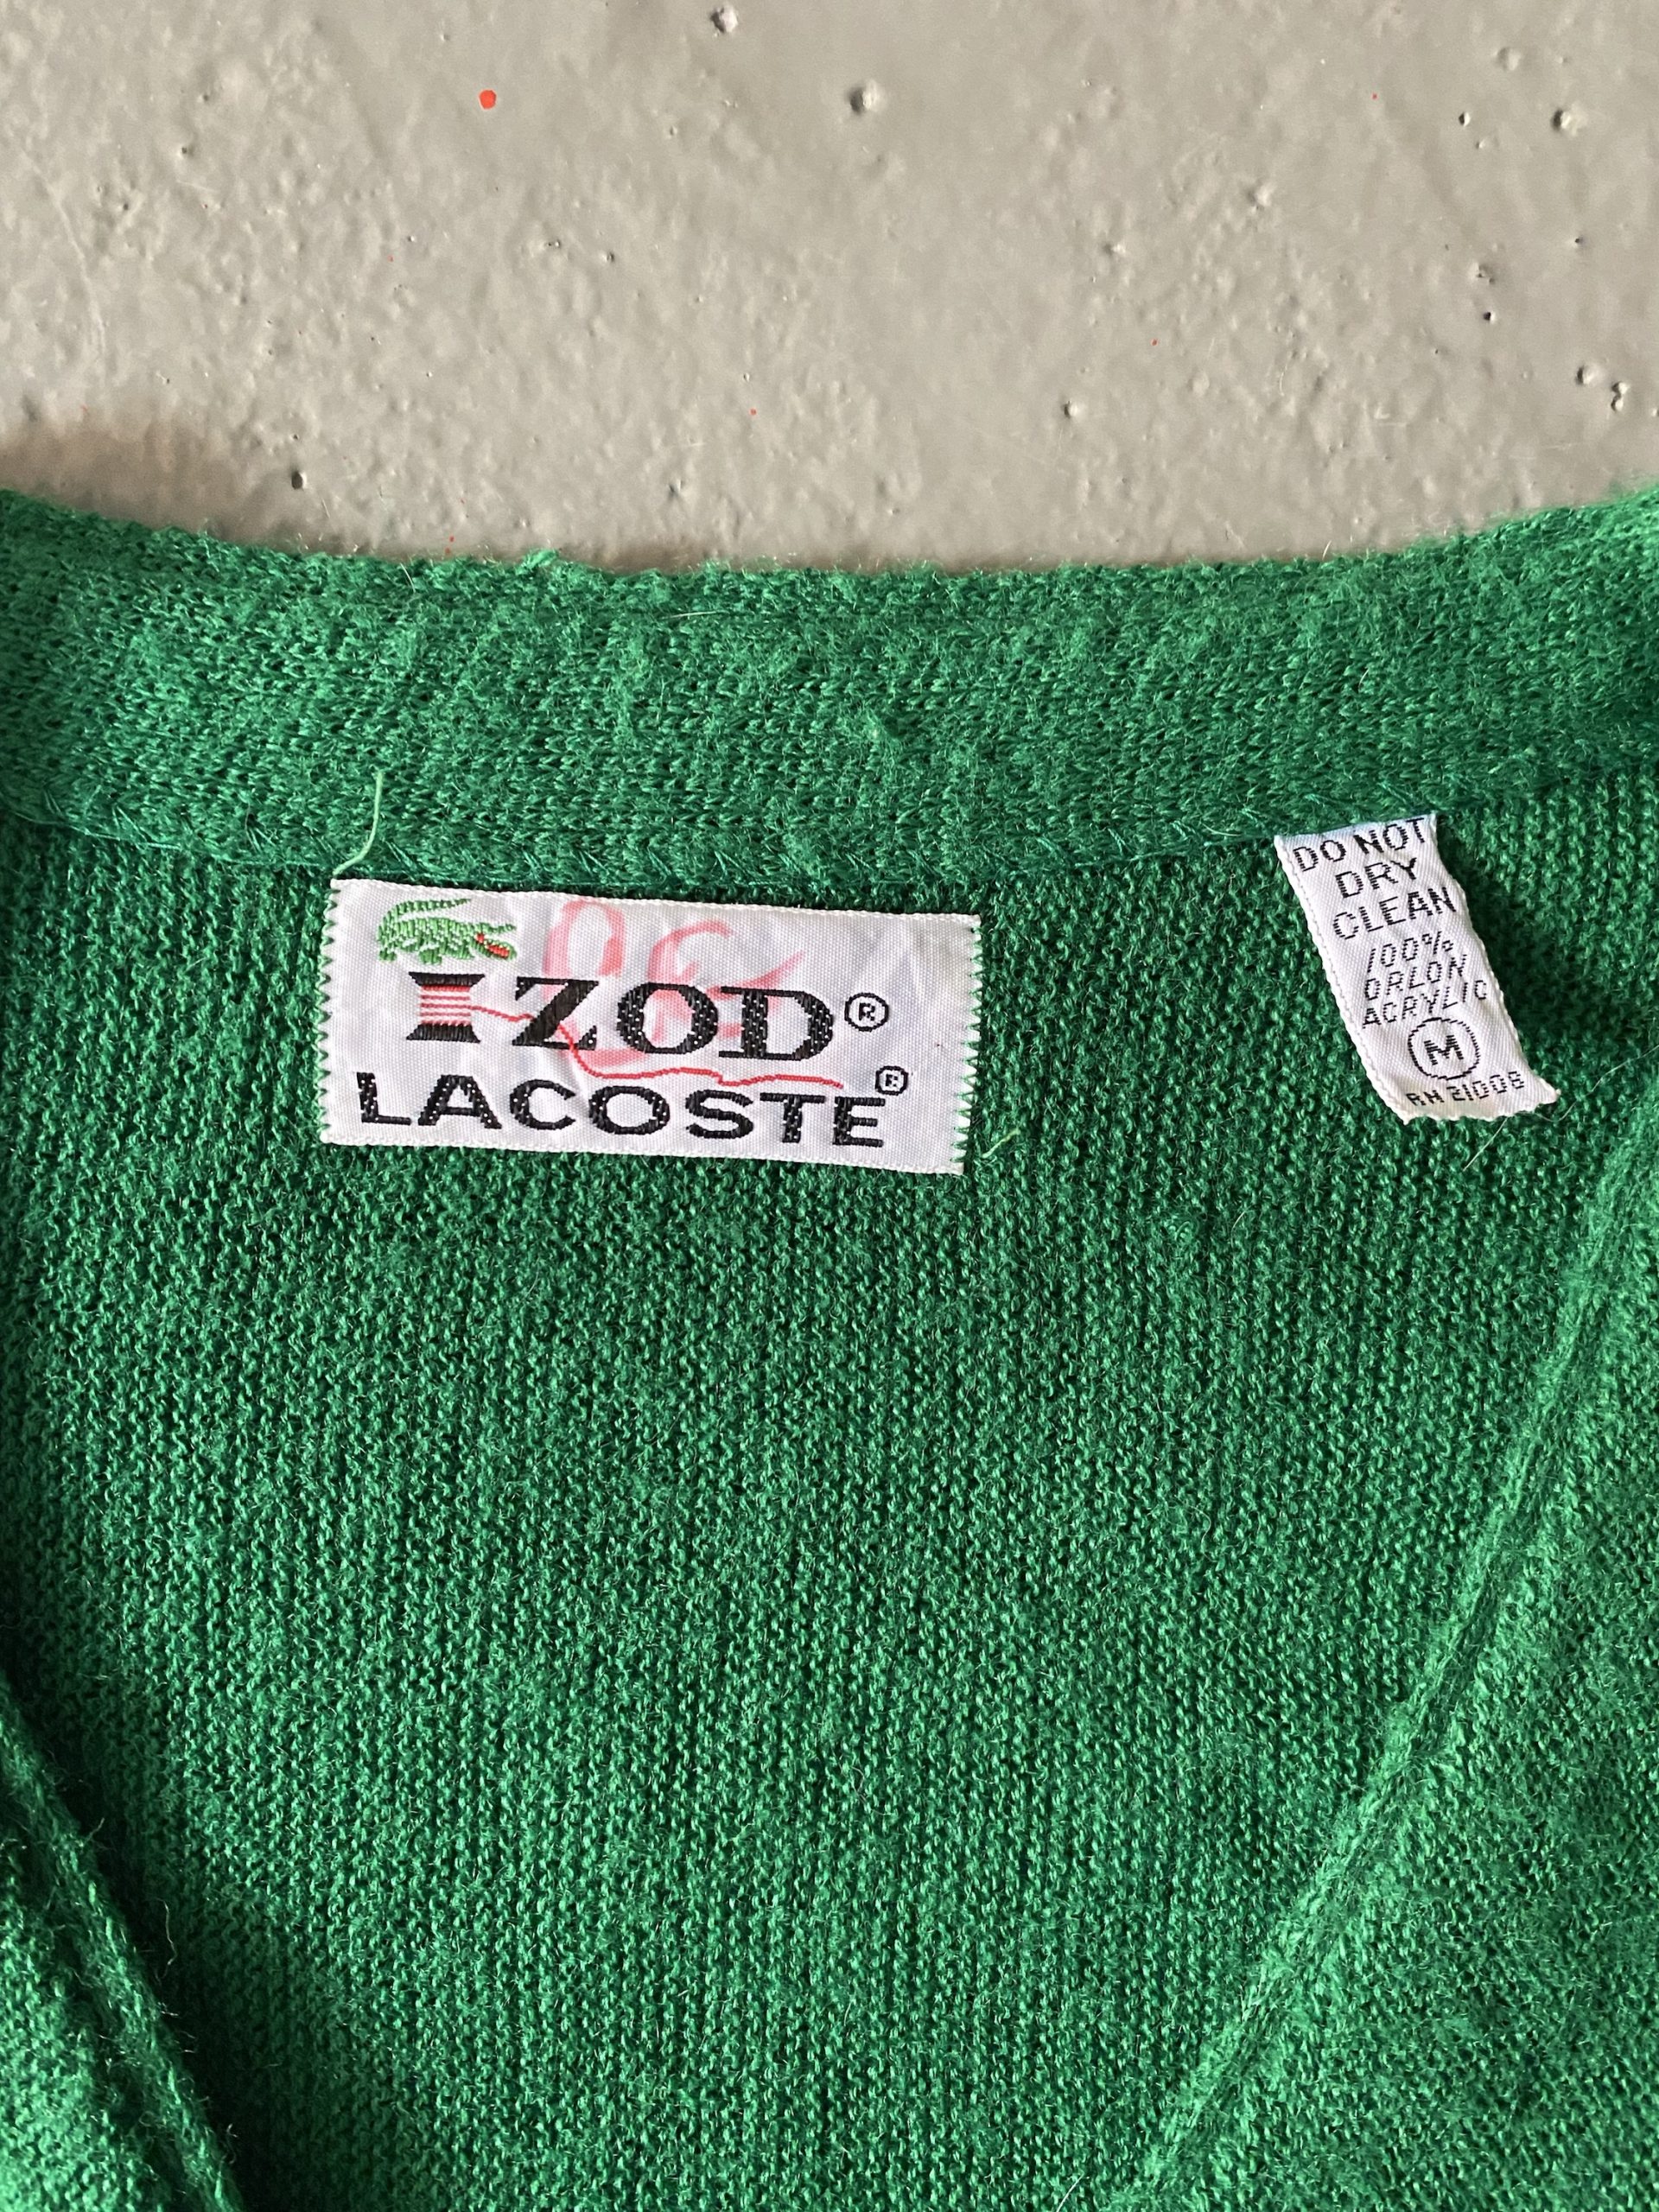 IZOD®
LACOSTE®
DO NOT
DRY
CLEAN
100%
ORLON
ACRYLIC
M
RN 21008